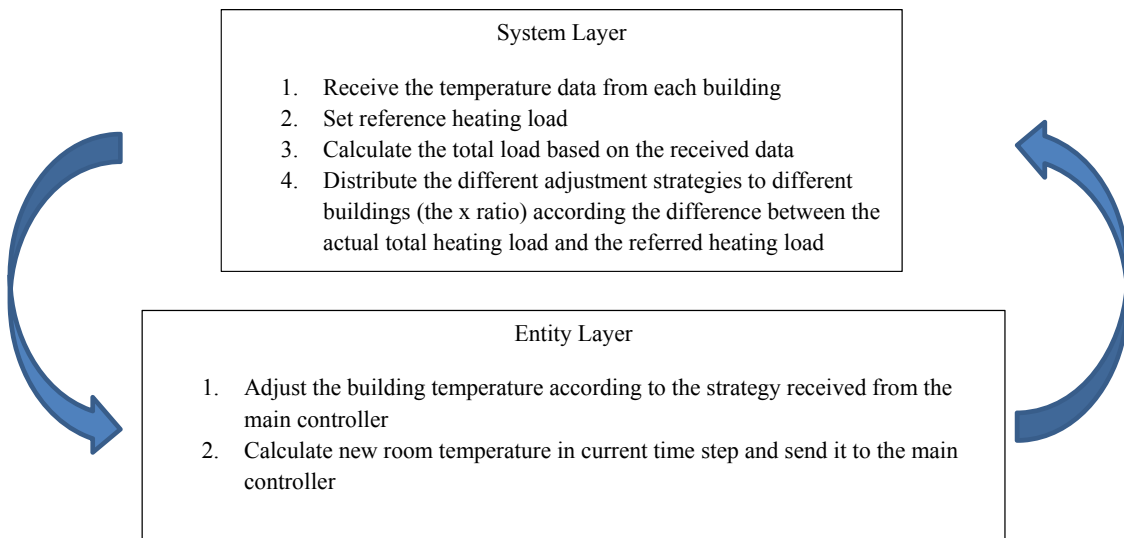 System Layer
1. Receive the temperature data from each building
2. Set reference heating load
3. Calculate the total load based on the received data
4. Distribute the different adjustment strategies to different
buildings (the x ratio) according the difference between the
actual total heating load and the referred heating load
Entity Layer
1. Adjust the building temperature according to the strategy received from the
main controller
2. Calculate new room temperature in current time step and send it to the main
controller